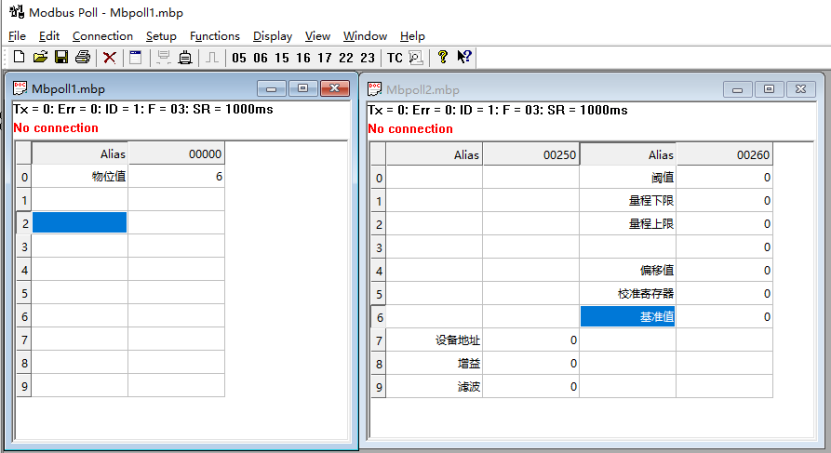 Modbus Poll - Mbpoll1.mbp
File Edit Connection Setup Functions Display View Window Help
05 06 15 16 17 22 23 TC
Mbpoll1.mbp
Tx = 0: Err = 0: ID = 1: F = 03: SR = 1000ms
No connection
Alias 00000
0 物位值 6
1
2
3
4
5
6
7
8
9
Mbpoll2.mbp
Tx = 0: Err = 0: ID = 1: F = 03: SR = 1000ms
No connection
Alias 00250 Alias 00260
0 阈值 0
1 量程下限 0
2 量程上限 0
3 0
4 偏移值 0
5 校准寄存器 0
6 基准值 0
7 设备地址 0
8 增益 0
9 滤波 0